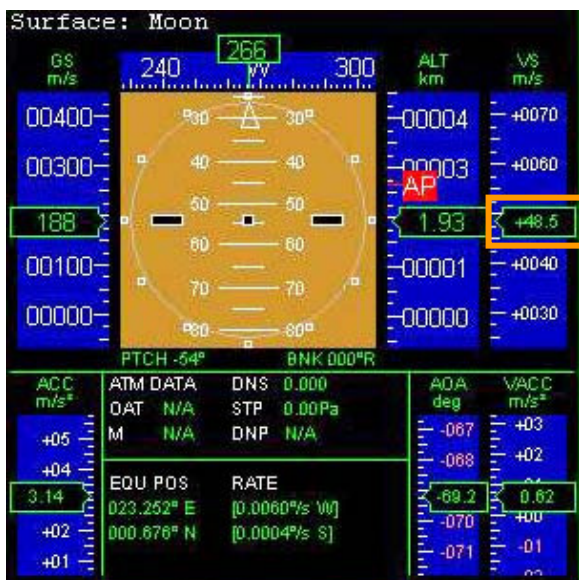 Surface: Moon
GS
m/s
266
240 W 300
ALT
km
VS
m/s
00400
00300
188
00100
00000
30 30
40 40
50 50
60 60
70 70
80 80
00004
00003
AP
1.93
00001
00000
+0070
+0060
+48.5
+0040
+0030
PTCH -54° BNK 000°R
ACC
m/s²
+05
+04
3.14
+02
+01
ATM DATA DNS 0.000
OAT N/A STP 0.00Pa
M N/A DNP N/A
EQU POS RATE
023.252° E [0.0060°/s W]
000.676° N [0.0004°/s S]
AOA
deg
-067
-068
-69.2
-070
-071
VACC
m/s²
+03
+02
0.62
+00
-01